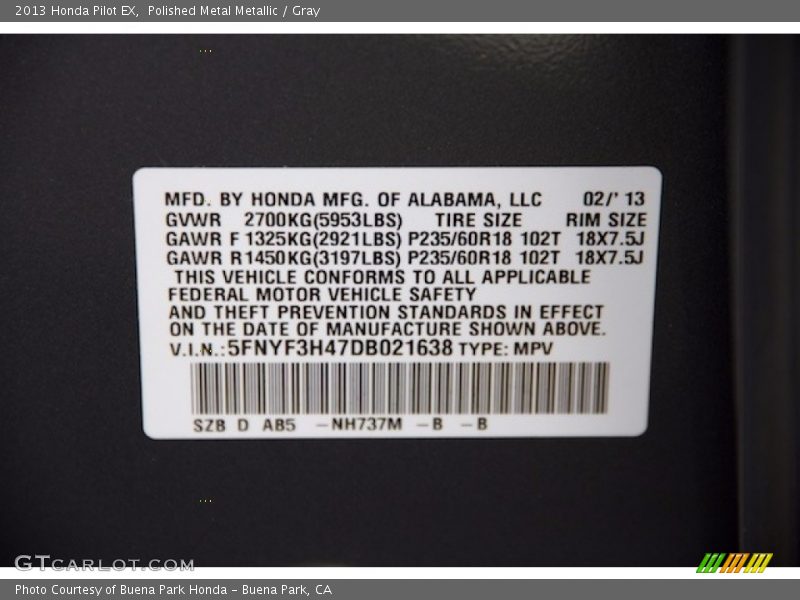 2013 Honda Pilot EX, Polished Metal Metallic / Gray
MFD. BY HONDA MFG. OF ALABAMA, LLC 02/' 13
GVWR 2700KG(5953LBS) TIRE SIZE RIM SIZE
GAWR F 1325KG(2921LBS) P235/60R18 102T 18X7.5J
GAWR R 1450KG(3197LBS) P235/60R18 102T 18X7.5J
THIS VEHICLE CONFORMS TO ALL APPLICABLE
FEDERAL MOTOR VEHICLE SAFETY
AND THEFT PREVENTION STANDARDS IN EFFECT
ON THE DATE OF MANUFACTURE SHOWN ABOVE.
V.I.N.:5FNYF3H47DB021638 TYPE: MPV
SZB D AB5 -NH737M -B -B
GTCARLOT.COM
Photo Courtesy of Buena Park Honda - Buena Park, CA